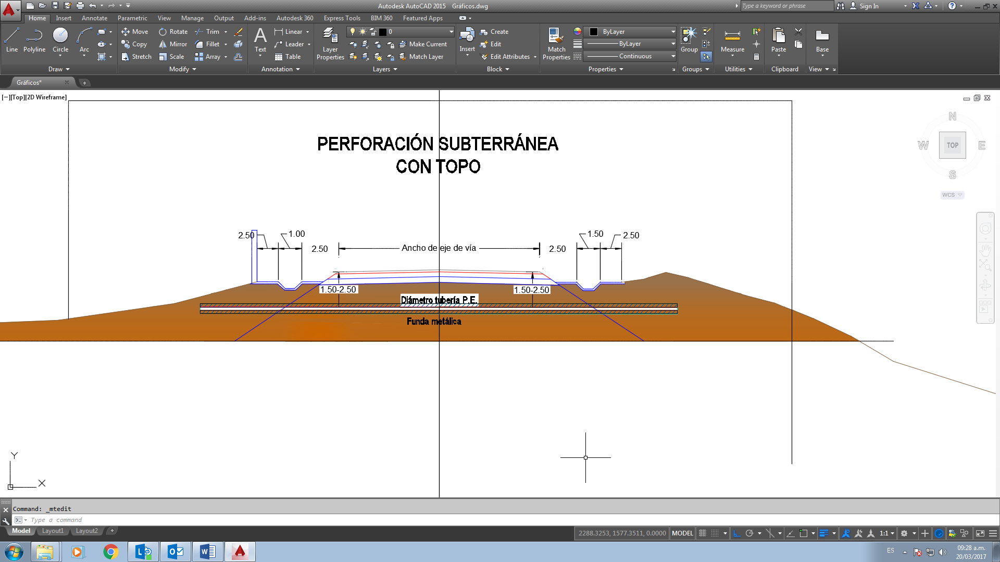 Autodesk AutoCAD 2015 Gráficos.dwg
Type a keyword or phrase
Sign In
Home Insert Annotate Parametric View Manage Output Add-ins Autodesk 360 Express Tools BIM 360 Featured Apps
Line Polyline Circle Arc
Draw
Move Rotate Trim
Copy Mirror Fillet
Stretch Scale Array
Modify
Text
Linear
Leader
Table
Annotation
Layer Properties
0
Make Current
Match Layer
Layers
Insert
Create
Edit
Edit Attributes
Block
Match Properties
ByLayer
ByLayer
Continuous
Properties
Group
Groups
Measure
Utilities
Paste
Clipboard
Base
View
Gráficos*
[−][Top][2D Wireframe]
N
W TOP E
S
WCS
PERFORACIÓN SUBTERRÁNEA
CON TOPO
2.50 1.00 2.50 Ancho de eje de vía 2.50 1.50 2.50
1.50-2.50 1.50-2.50
Diámetro tubería P.E.
Funda metálica
Y
X
Command: _mtedit
Type a command
Model Layout1 Layout2
2288.3253, 1577.3511, 0.0000 MODEL 1:1
ES
09:28 a.m.
20/03/2017